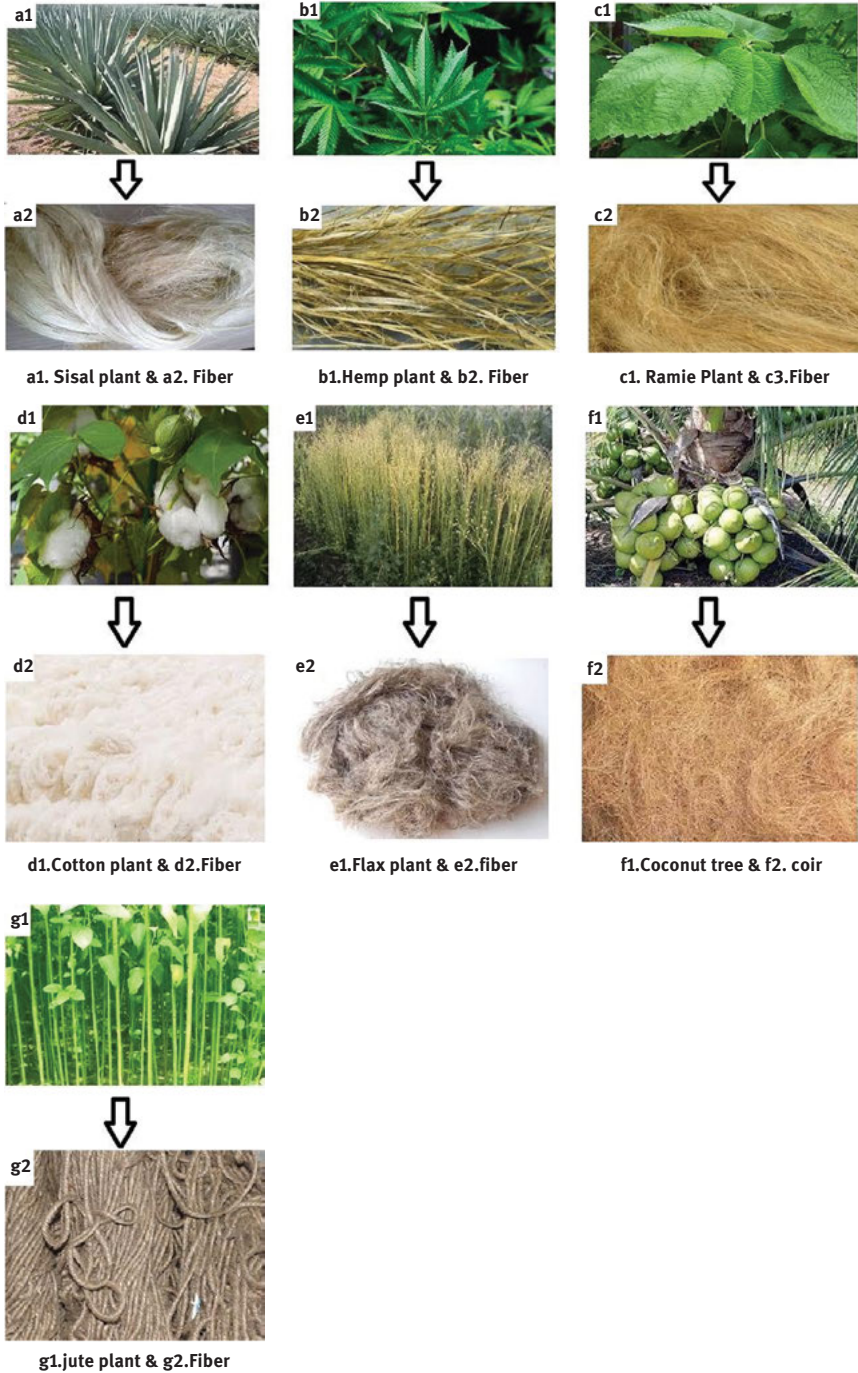 a1
b1
c1
a2
b2
c2
a1. Sisal plant & a2. Fiber
b1.Hemp plant & b2. Fiber
c1. Ramie Plant & c3.Fiber
d1
e1
f1
d2
e2
f2
d1.Cotton plant & d2.Fiber
e1.Flax plant & e2.fiber
f1.Coconut tree & f2. coir
g1
g2
g1.jute plant & g2.Fiber